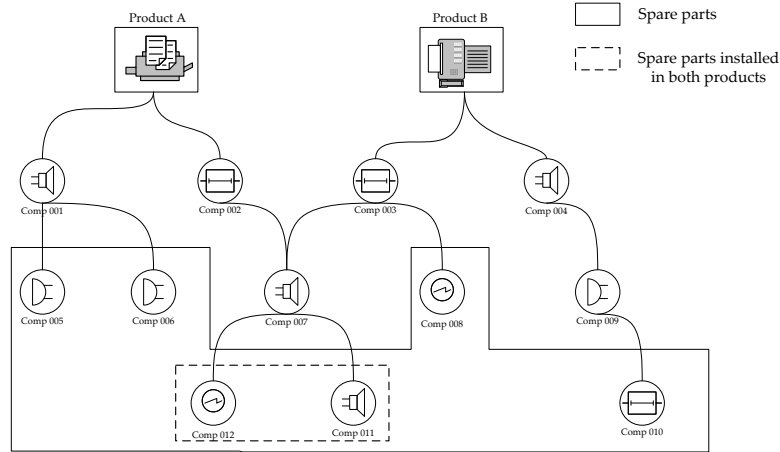 Product A
Product B
Spare parts
Spare parts installed
in both products
Comp 001
Comp 002
Comp 003
Comp 004
Comp 005
Comp 006
Comp 007
Comp 008
Comp 009
Comp 012
Comp 011
Comp 010